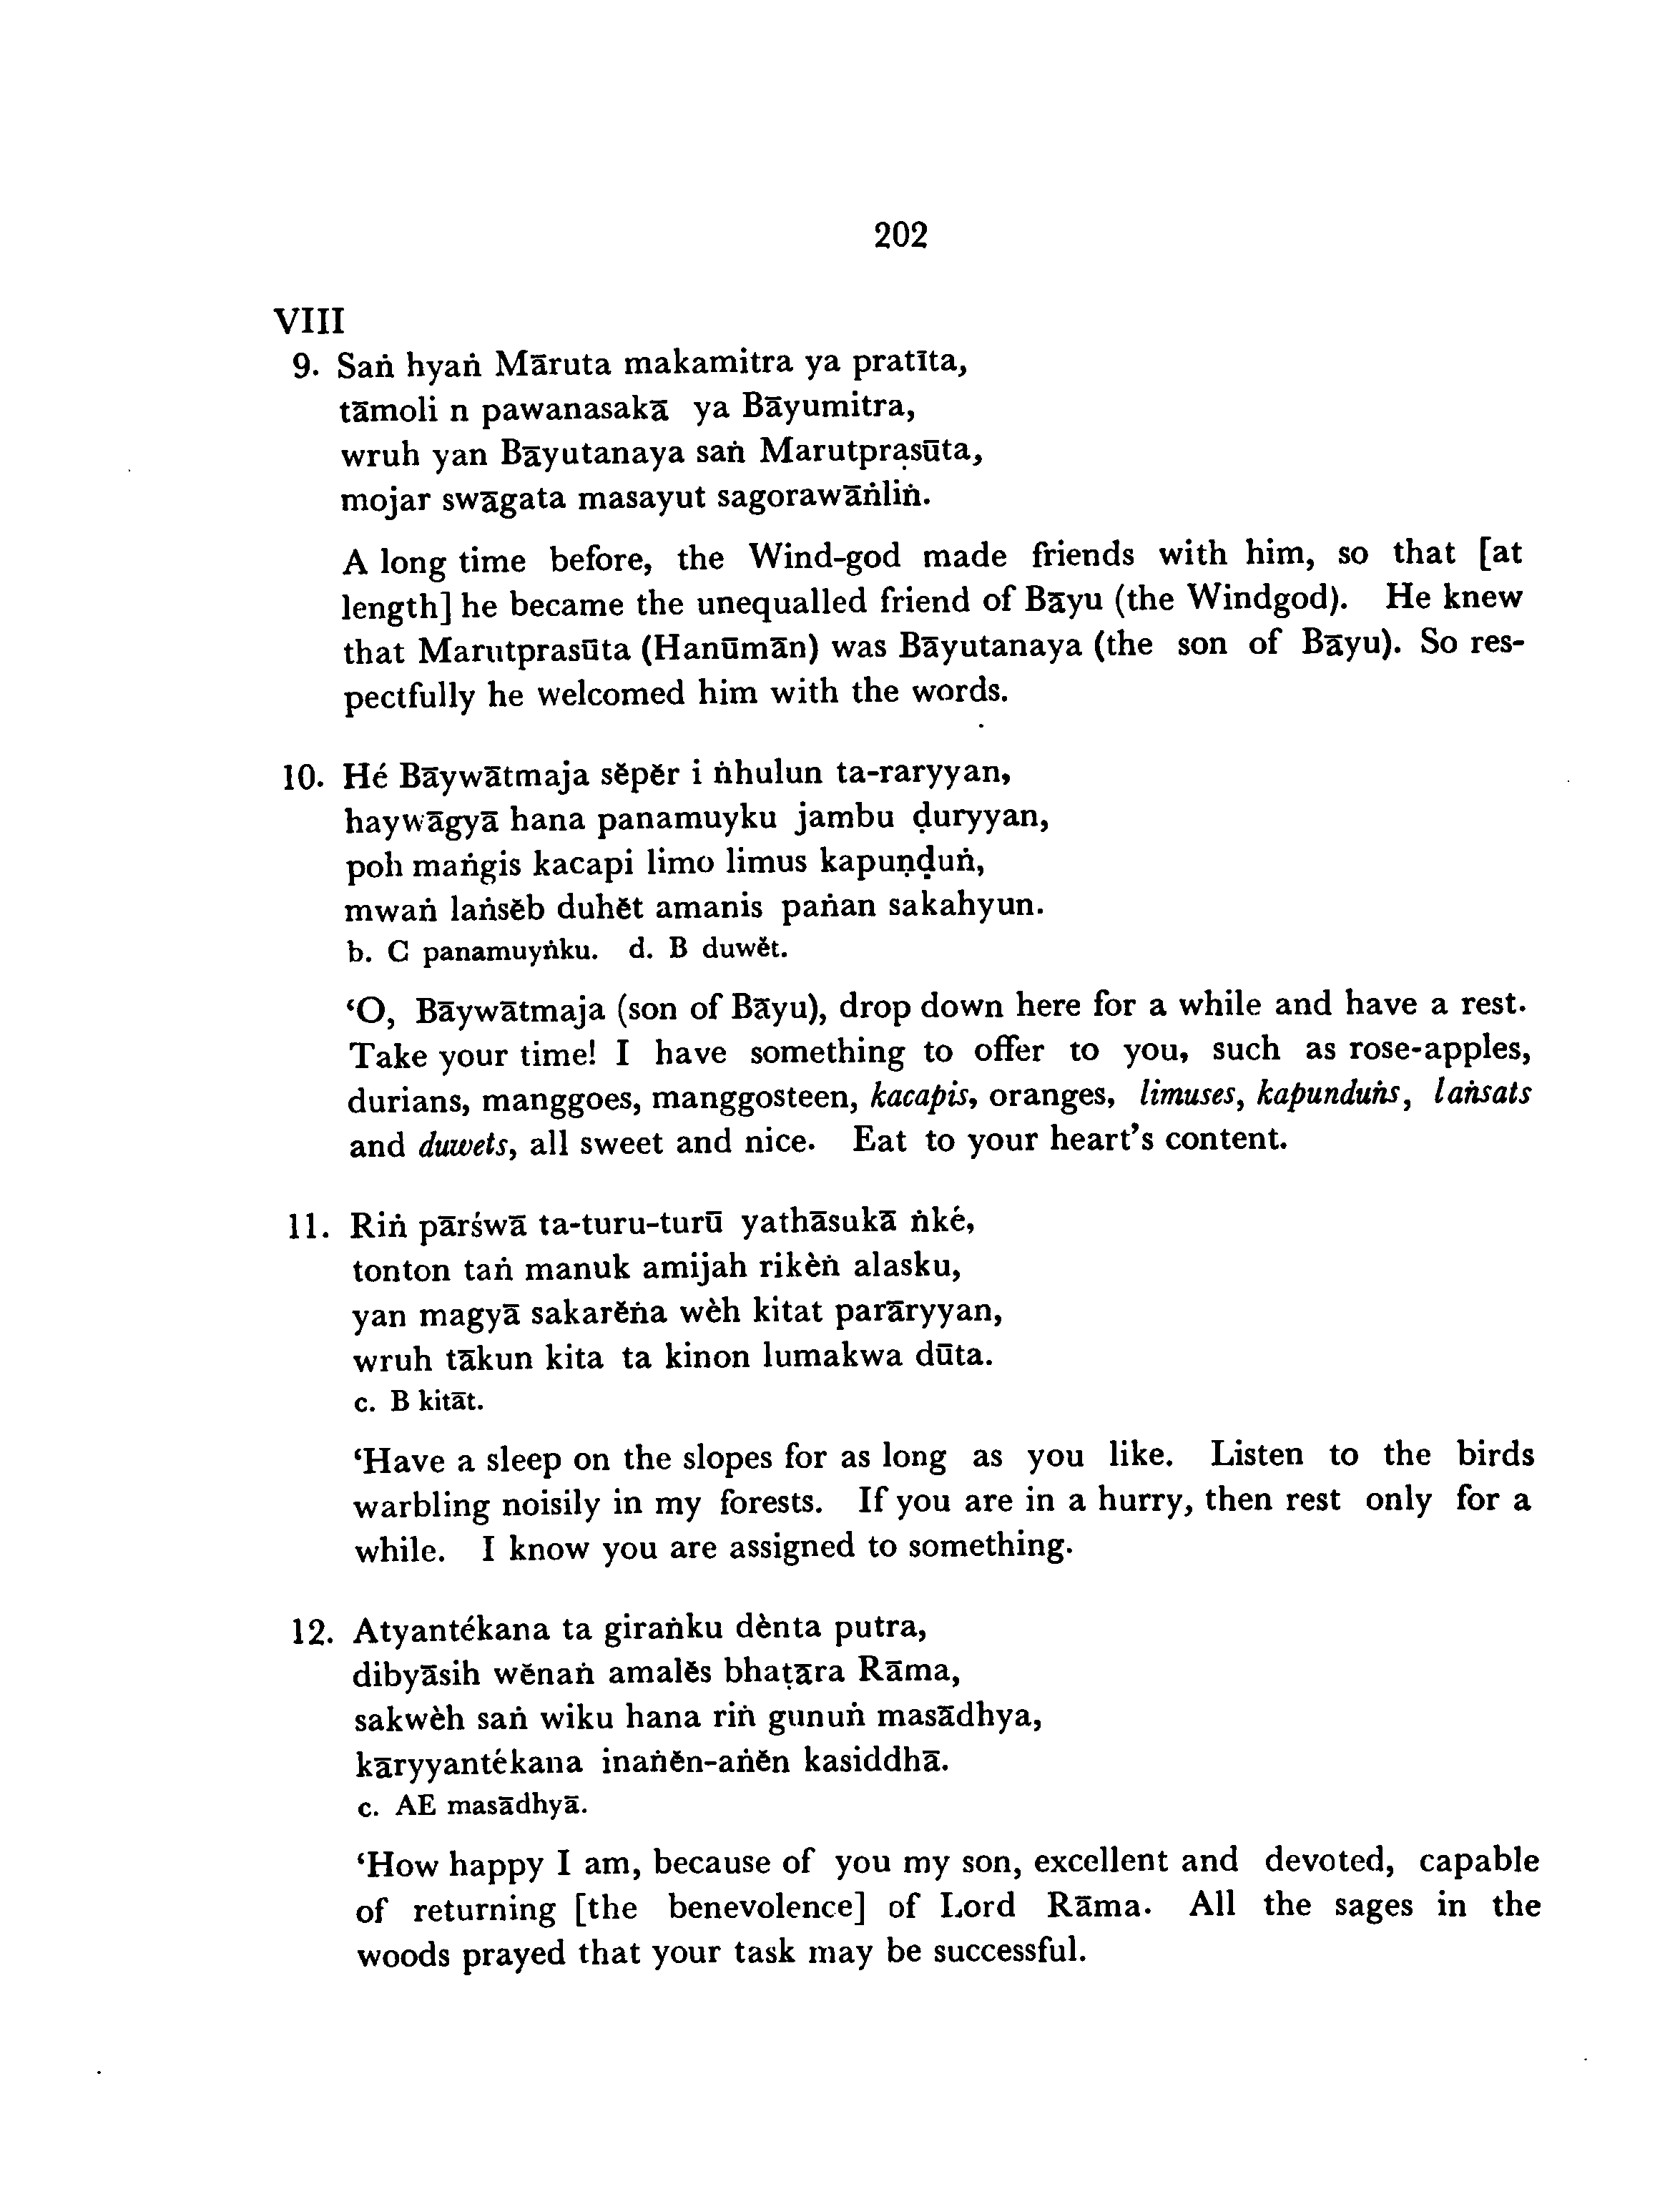 202
VIII
9. Saṅ hyaṅ Māruta makamitra ya pratīta,
tāmoli n pawanasakā ya Bāyumitra,
wruh yan Bāyutanaya saṅ Marutprasūta,
mojar swāgata masayut sagorawāṅliṅ.
A long time before, the Wind-god made friends with him, so that [at
length] he became the unequalled friend of Bāyu (the Windgod). He knew
that Marutprasūta (Hanūmān) was Bāyutanaya (the son of Bāyu). So res-
pectfully he welcomed him with the words.
10. Hé Bāywātmaja sĕpĕr i ṅhulun ta-raryyan,
haywāgyā hana panamuyku jambu ḍuryyan,
poh maṅgis kacapi limo limus kapuṇḍuṅ,
mwaṅ laṅsĕb duhĕt amanis paṅan sakahyun.
b. C panamuyṅku. d. B duwĕt.
‘O, Bāywātmaja (son of Bāyu), drop down here for a while and have a rest.
Take your time! I have something to offer to you, such as rose-apples,
durians, manggoes, manggosteen, kacapis, oranges, limuses, kapunduṅs, laṅsats
and duwets, all sweet and nice. Eat to your heart’s content.
11. Riṅ pārśwā ta-turu-turū yathāsukā ṅké,
tonton taṅ manuk amijah rikèṅ alasku,
yan magyā sakarĕṅa wèh kitat parāryyan,
wruh tākun kita ta kinon lumakwa dūta.
c. B kitāt.
‘Have a sleep on the slopes for as long as you like. Listen to the birds
warbling noisily in my forests. If you are in a hurry, then rest only for a
while. I know you are assigned to something.
12. Atyantékana ta giraṅku dènta putra,
dibyāsih wĕnaṅ amalĕs bhaṭāra Rāma,
sakwèh saṅ wiku hana riṅ gunuṅ masādhya,
kāryyantékana inaṅĕn-aṅĕn kasiddhā.
c. AE masādhyā.
‘How happy I am, because of you my son, excellent and devoted, capable
of returning [the benevolence] of Lord Rāma. All the sages in the
woods prayed that your task may be successful.